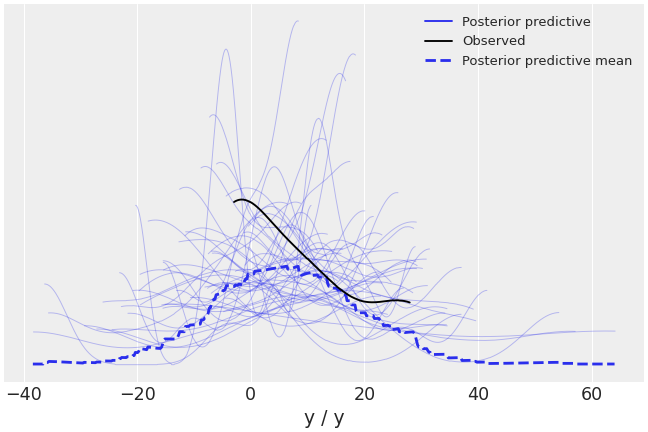 Posterior predictive
Observed
Posterior predictive mean
−40 −20 0 20 40 60
y / y